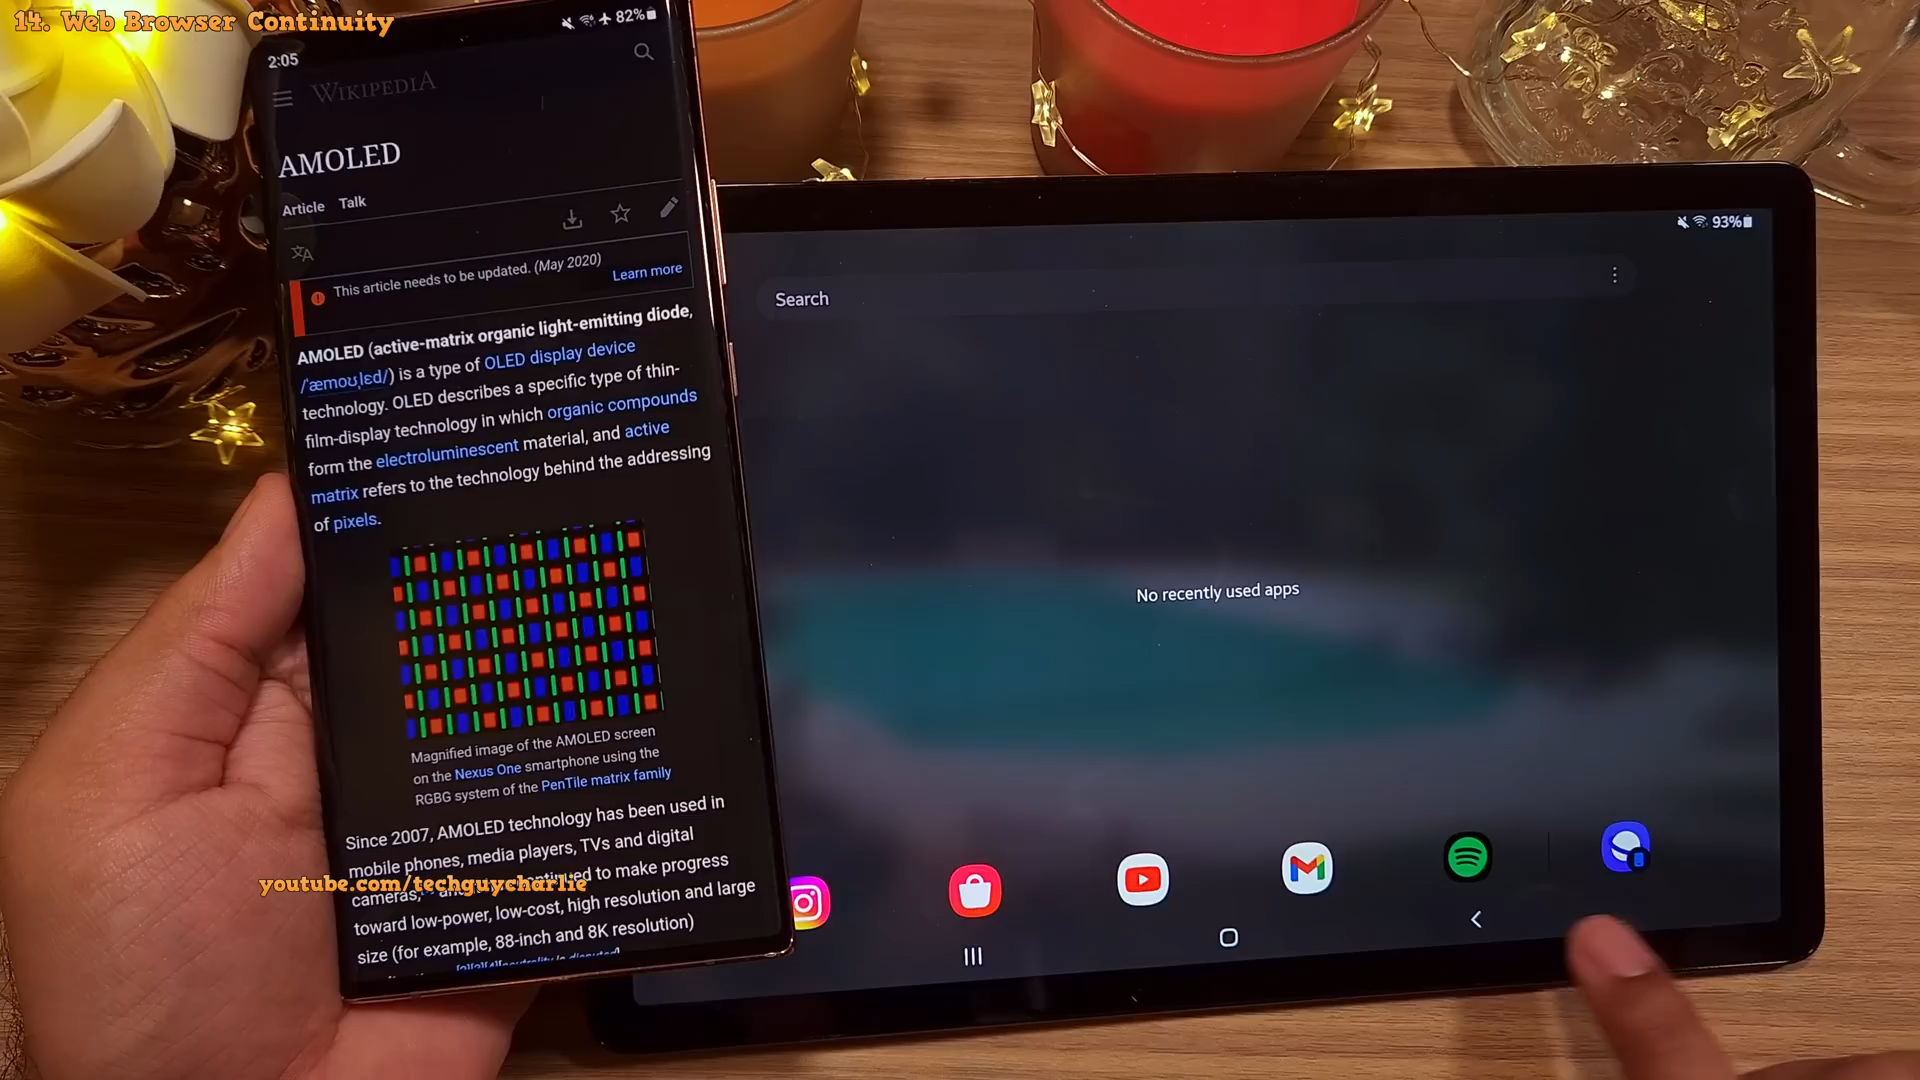 14. Web Browser Continuity
2:05
82%
WIKIPEDIA
AMOLED
Article Talk
This article needs to be updated. (May 2020)
Learn more
AMOLED (active-matrix organic light-emitting diode,
/ˈæmoʊˌlɛd/) is a type of OLED display device
technology. OLED describes a specific type of thin-
film-display technology in which organic compounds
form the electroluminescent material, and active
matrix refers to the technology behind the addressing
of pixels.
Magnified image of the AMOLED screen
on the Nexus One smartphone using the
RGBG system of the PenTile matrix family
Since 2007, AMOLED technology has been used in
mobile phones, media players, TVs and digital
cameras, to make progress
toward low-power, low-cost, high resolution and large
size (for example, 88-inch and 8K resolution)
youtube.com/techguycharlie
93%
Search
No recently used apps